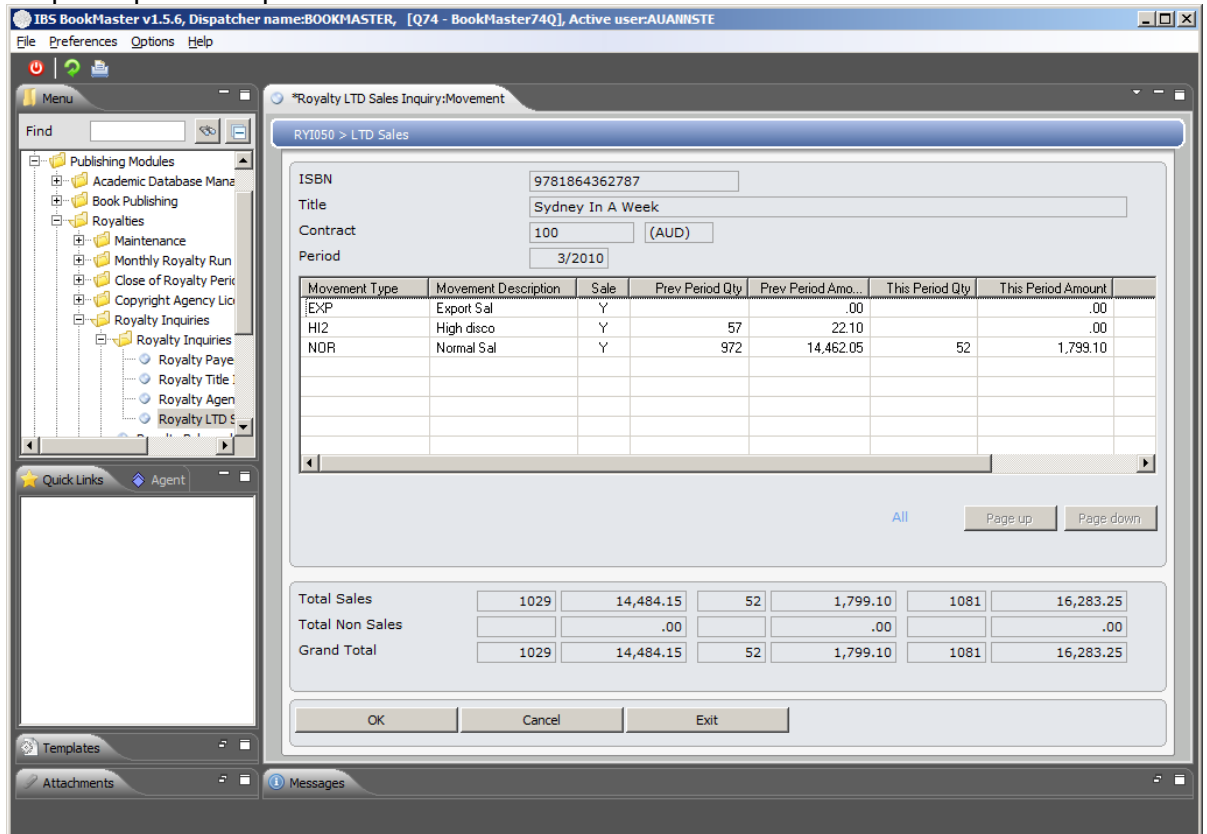 IBS BookMaster v1.5.6, Dispatcher name:BOOKMASTER, [Q74 - BookMaster74Q], Active user:AUANNSTE
File Preferences Options Help
Menu
Find
Publishing Modules
Academic Database Mana
Book Publishing
Royalties
Maintenance
Monthly Royalty Run
Close of Royalty Peric
Copyright Agency Lic
Royalty Inquiries
Royalty Inquiries
Royalty Paye
Royalty Title
Royalty Agen
Royalty LTD S
Quick Links Agent
Templates
Attachments
*Royalty LTD Sales Inquiry:Movement
RYI050 > LTD Sales
ISBN 9781864362787
Title Sydney In A Week
Contract 100 (AUD)
Period 3/2010
Movement Type Movement Description Sale Prev Period Qty Prev Period Amo... This Period Qty This Period Amount
EXP Export Sal Y .00 .00
HI2 High disco Y 57 22.10 .00
NOR Normal Sal Y 972 14,462.05 52 1,799.10
All Page up Page down
Total Sales 1029 14,484.15 52 1,799.10 1081 16,283.25
Total Non Sales .00 .00 .00
Grand Total 1029 14,484.15 52 1,799.10 1081 16,283.25
OK Cancel Exit
Messages